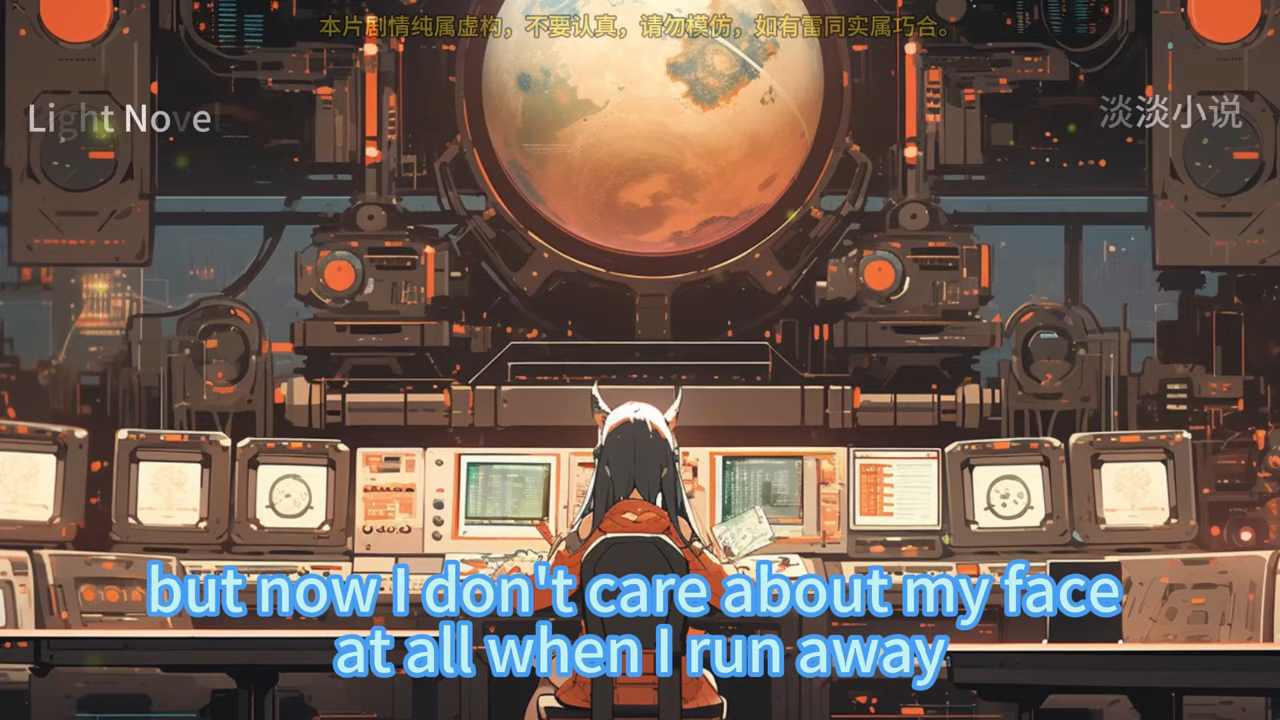 本片剧情纯属虚构，不要认真，请勿模仿，如有雷同实属巧合。
Light Novel
淡淡小说
but now I don't care about my face
at all when I run away